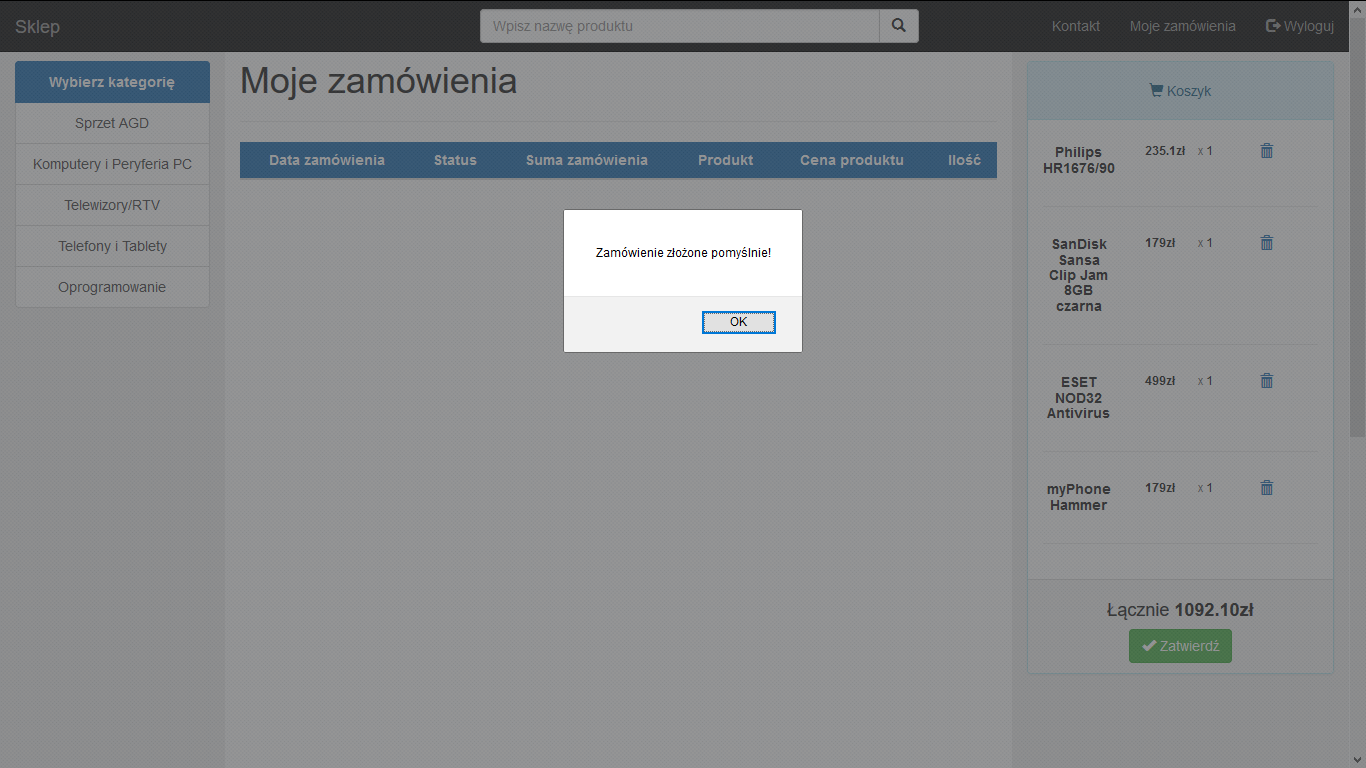 Sklep
Wpisz nazwę produktu
Kontakt
Moje zamówienia
Wyloguj
Wybierz kategorię
Sprzet AGD
Komputery i Peryferia PC
Telewizory/RTV
Telefony i Tablety
Oprogramowanie
Moje zamówienia
Data zamówienia Status Suma zamówienia Produkt Cena produktu Ilość
Zamówienie złożone pomyślnie!
OK
Koszyk
Philips 235.1zł x 1
HR1676/90
SanDisk 179zł x 1
Sansa
Clip Jam
8GB
czarna
ESET 499zł x 1
NOD32
Antivirus
myPhone 179zł x 1
Hammer
Łącznie 1092.10zł
Zatwierdź